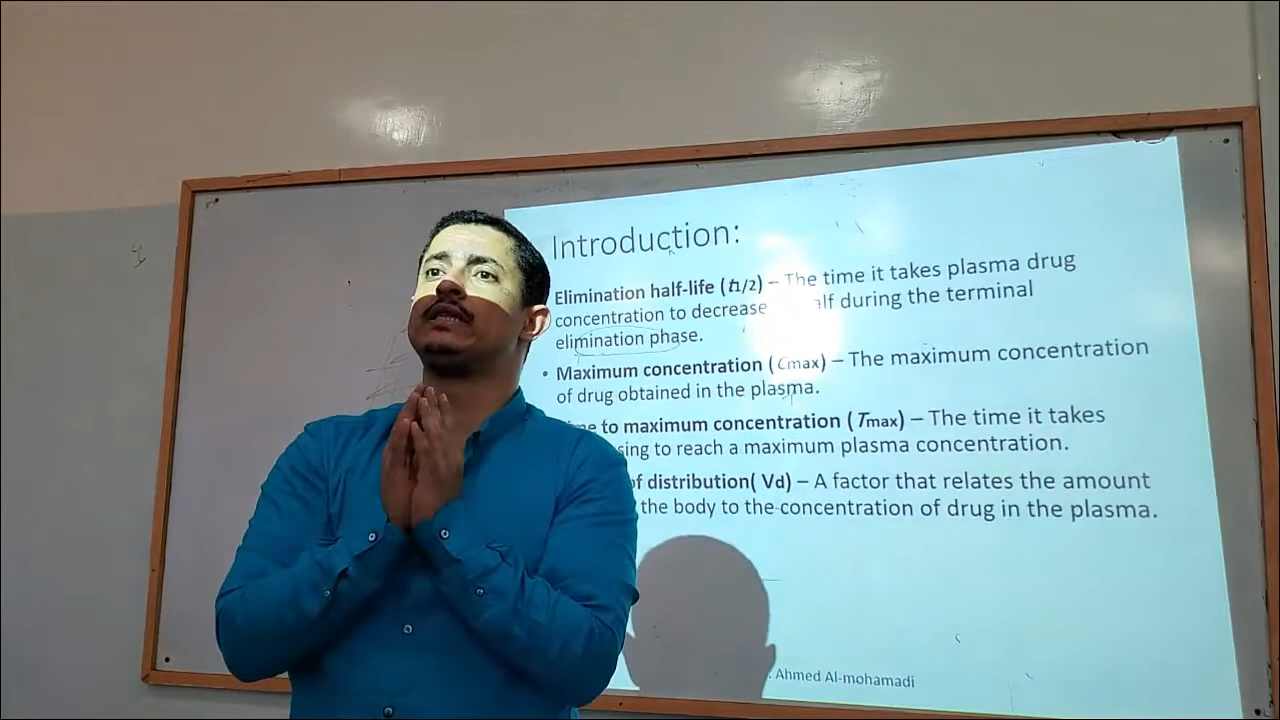 Introduction:
Elimination half-life (t1/2) – The time it takes plasma drug
concentration to decrease alf during the terminal
elimination phase.
• Maximum concentration (Cmax) – The maximum concentration
of drug obtained in the plasma.
to maximum concentration (Tmax) – The time it takes
sing to reach a maximum plasma concentration.
of distribution( Vd) – A factor that relates the amount
the body to the concentration of drug in the plasma.
. Ahmed Al-mohamadi